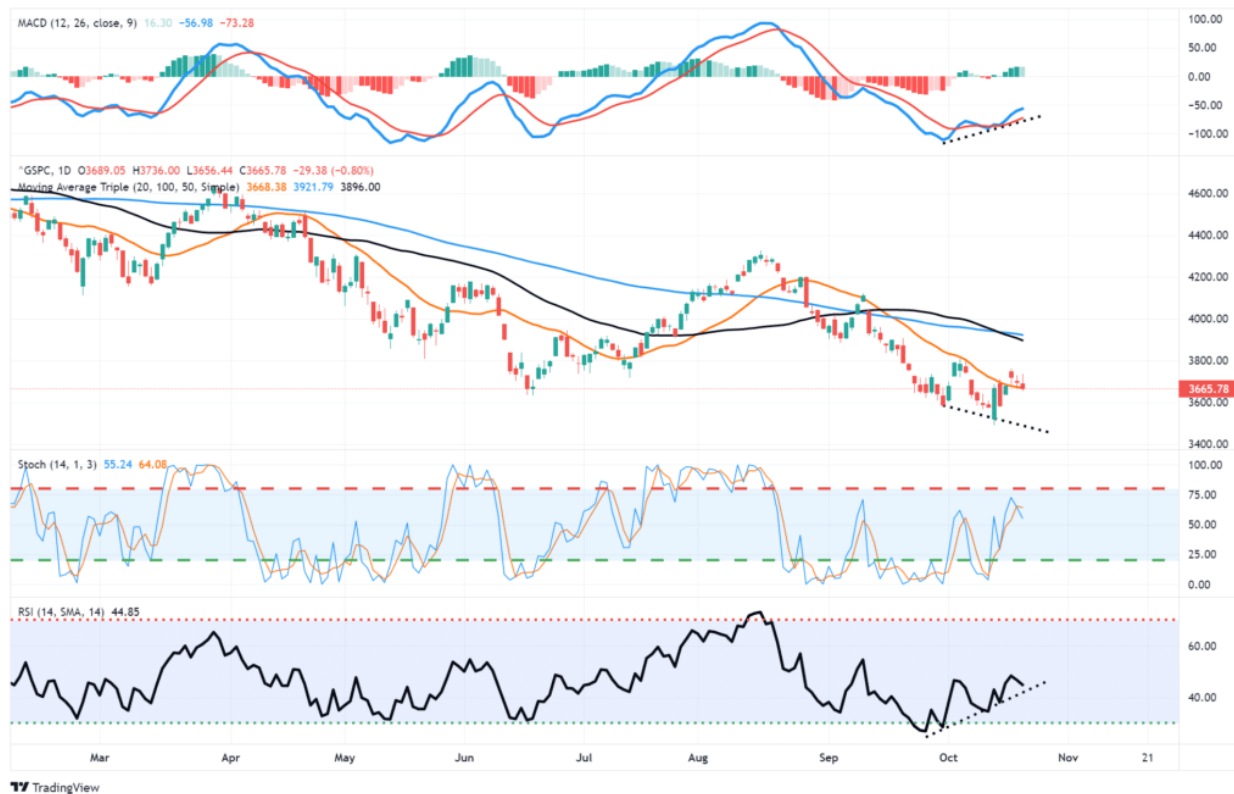 MACD (12, 26, close, 9) 16.30 −56.98 −73.28
100.00
50.00
0.00
−50.00
−100.00
^GSPC, 1D O3689.05 H3736.00 L3656.44 C3665.78 −29.38 (−0.80%)
Moving Average Triple (20, 100, 50, Simple) 3668.38 3921.79 3896.00
4600.00
4400.00
4200.00
4000.00
3800.00
3665.78
3600.00
3400.00
Stoch (14, 1, 3) 55.24 64.08
100.00
75.00
50.00
25.00
0.00
RSI (14, SMA, 14) 44.85
60.00
40.00
Mar Apr May Jun Jul Aug Sep Oct Nov 21
TradingView